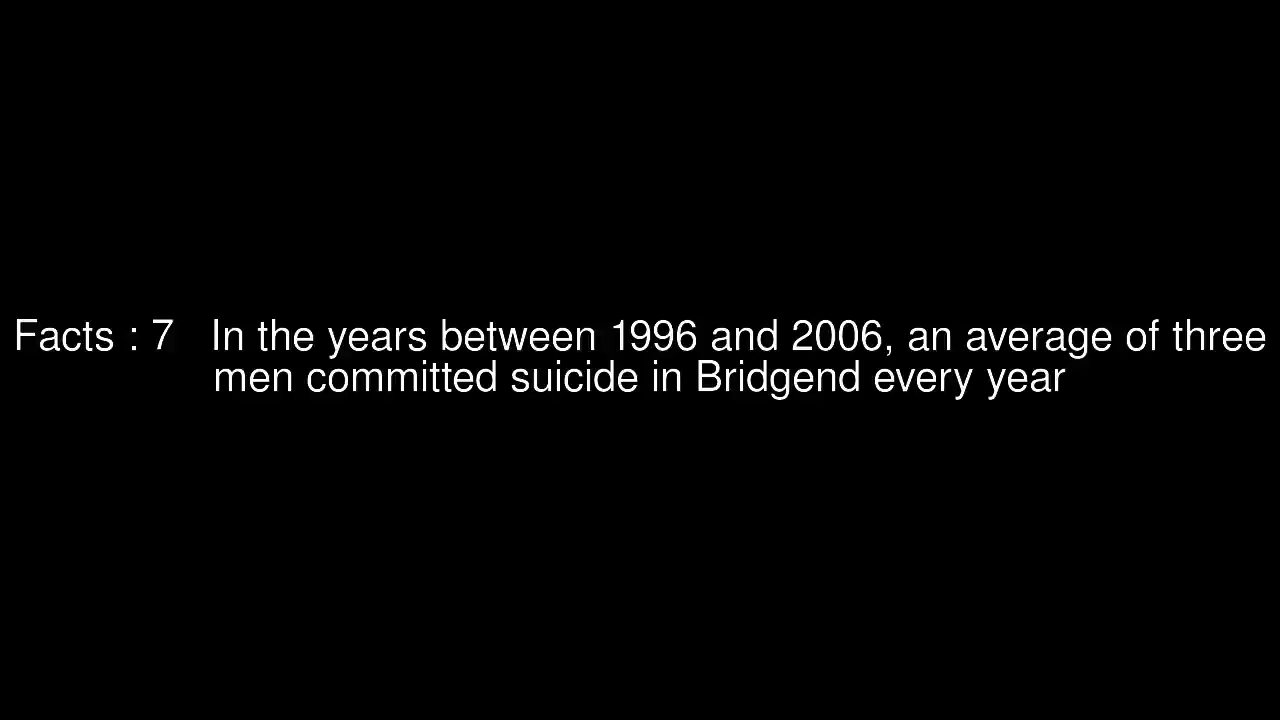 Facts : 7   In the years between 1996 and 2006, an average of three
men committed suicide in Bridgend every year